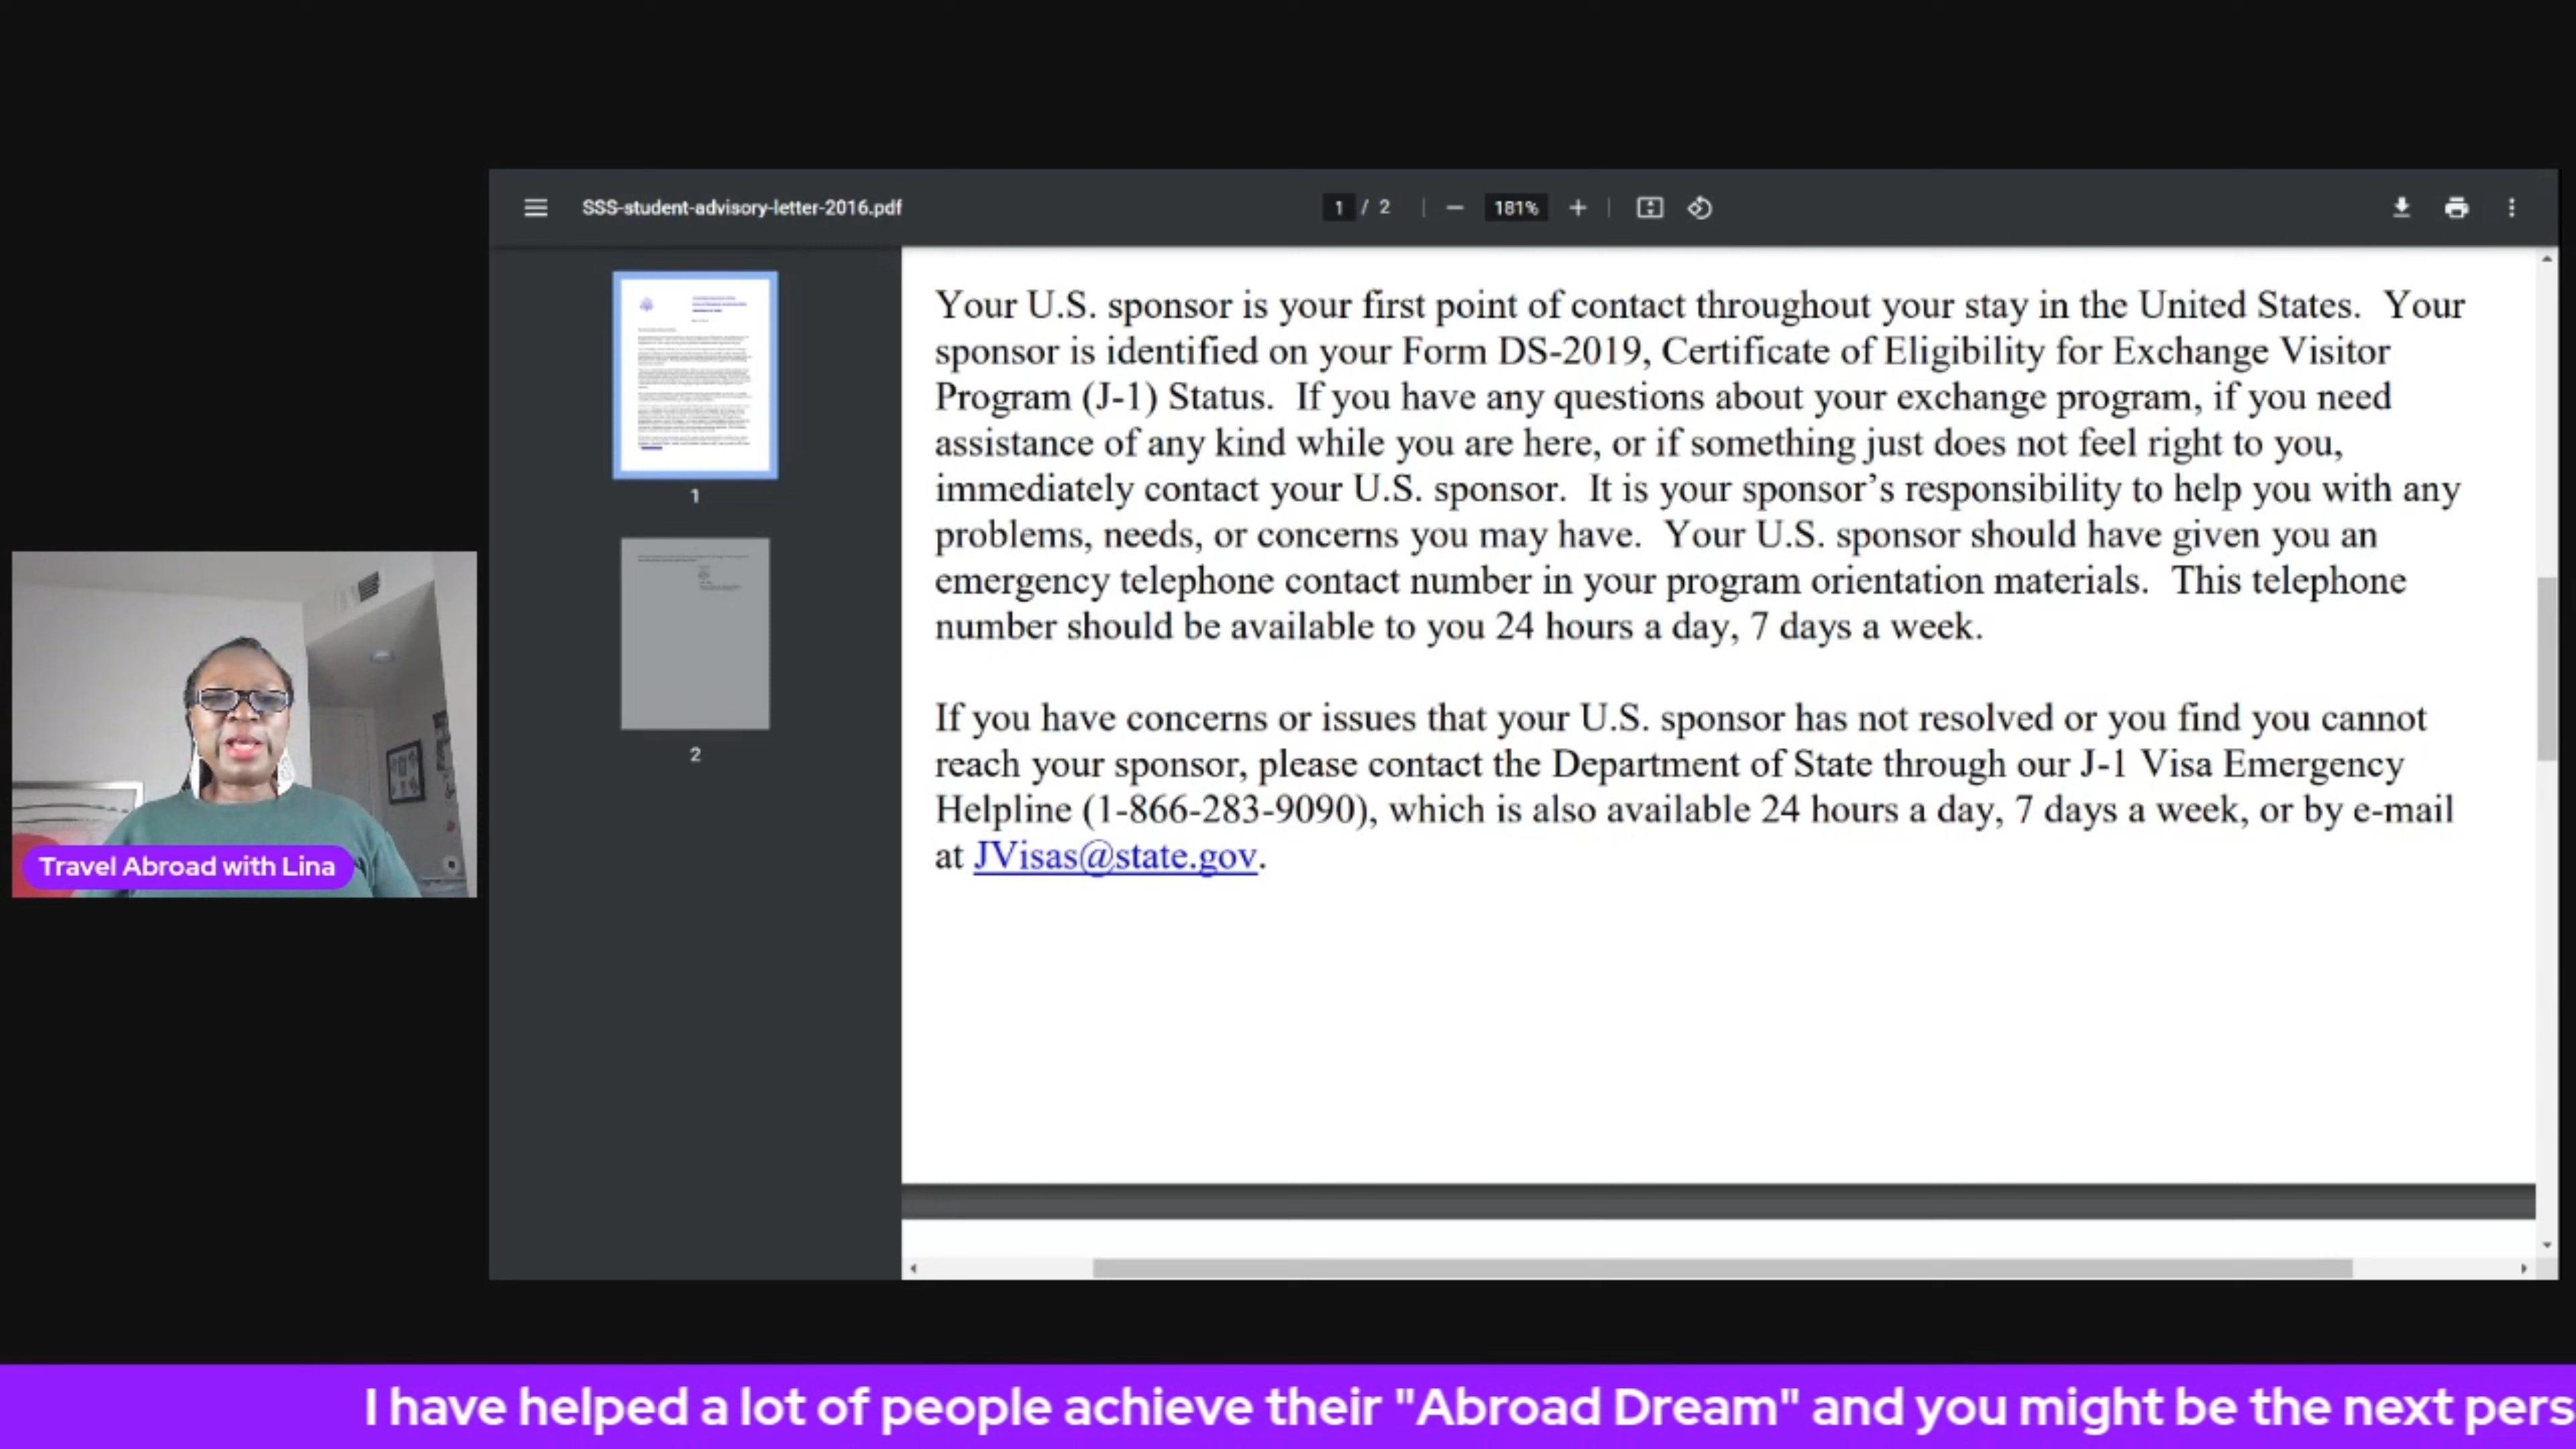 SSS-student-advisory-letter-2016.pdf
1 / 2
181%
1
2
Your U.S. sponsor is your first point of contact throughout your stay in the United States. Your
sponsor is identified on your Form DS-2019, Certificate of Eligibility for Exchange Visitor
Program (J-1) Status. If you have any questions about your exchange program, if you need
assistance of any kind while you are here, or if something just does not feel right to you,
immediately contact your U.S. sponsor. It is your sponsor's responsibility to help you with any
problems, needs, or concerns you may have. Your U.S. sponsor should have given you an
emergency telephone contact number in your program orientation materials. This telephone
number should be available to you 24 hours a day, 7 days a week.
If you have concerns or issues that your U.S. sponsor has not resolved or you find you cannot
reach your sponsor, please contact the Department of State through our J-1 Visa Emergency
Helpline (1-866-283-9090), which is also available 24 hours a day, 7 days a week, or by e-mail
at JVisas@state.gov.
Travel Abroad with Lina
I have helped a lot of people achieve their "Abroad Dream" and you might be the next pers